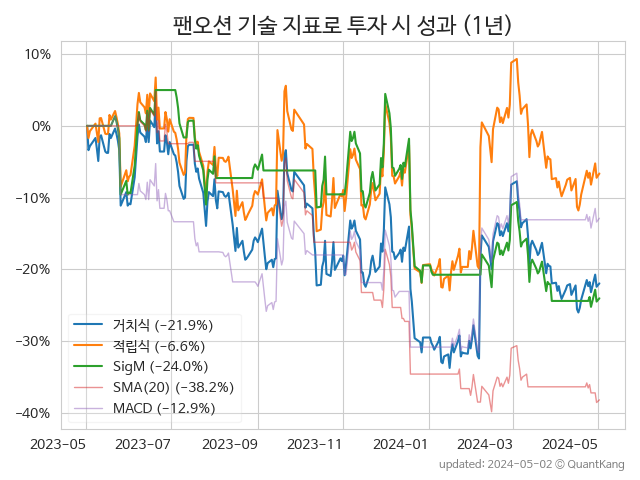 팬오션 기술 지표로 투자 시 성과 (1년)
10%
0%
−10%
−20%
−30%
−40%
거치식 (−21.9%)
적립식 (−6.6%)
SigM (−24.0%)
SMA(20) (−38.2%)
MACD (−12.9%)
2023-05
2023-07
2023-09
2023-11
2024-01
2024-03
2024-05
updated: 2024-05-02 © QuantKang